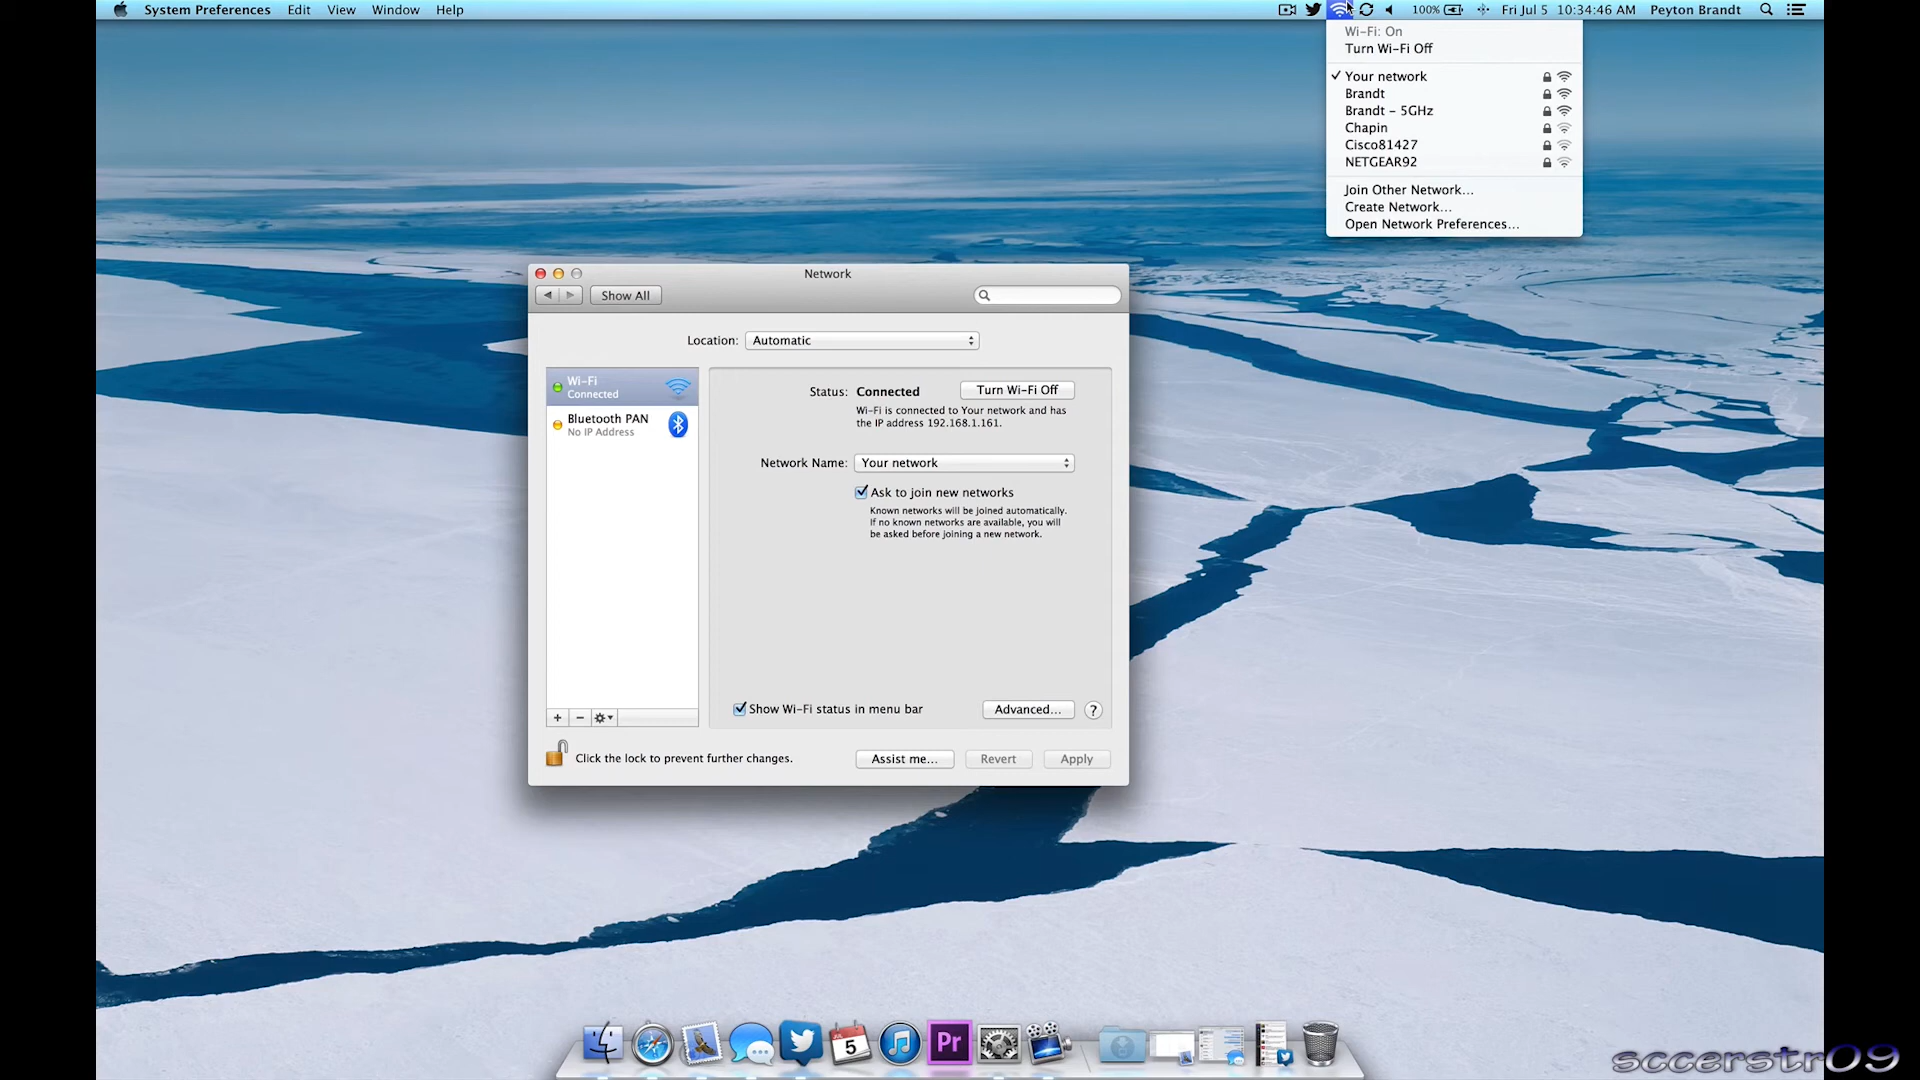 System Preferences Edit View Window Help
100% Fri Jul 5 10:34:46 AM Peyton Brandt
Wi-Fi: On
Turn Wi-Fi Off
Your network
Brandt
Brandt - 5GHz
Chapin
Cisco81427
NETGEAR92
Join Other Network...
Create Network...
Open Network Preferences...
Network
Show All
Location: Automatic
Wi-Fi
Connected
Bluetooth PAN
No IP Address
Status: Connected Turn Wi-Fi Off
Wi-Fi is connected to Your network and has
the IP address 192.168.1.161.
Network Name: Your network
Ask to join new networks
Known networks will be joined automatically.
If no known networks are available, you will
be asked before joining a new network.
Show Wi-Fi status in menu bar Advanced... ?
Click the lock to prevent further changes. Assist me... Revert Apply
5
Pr
sccerstr09